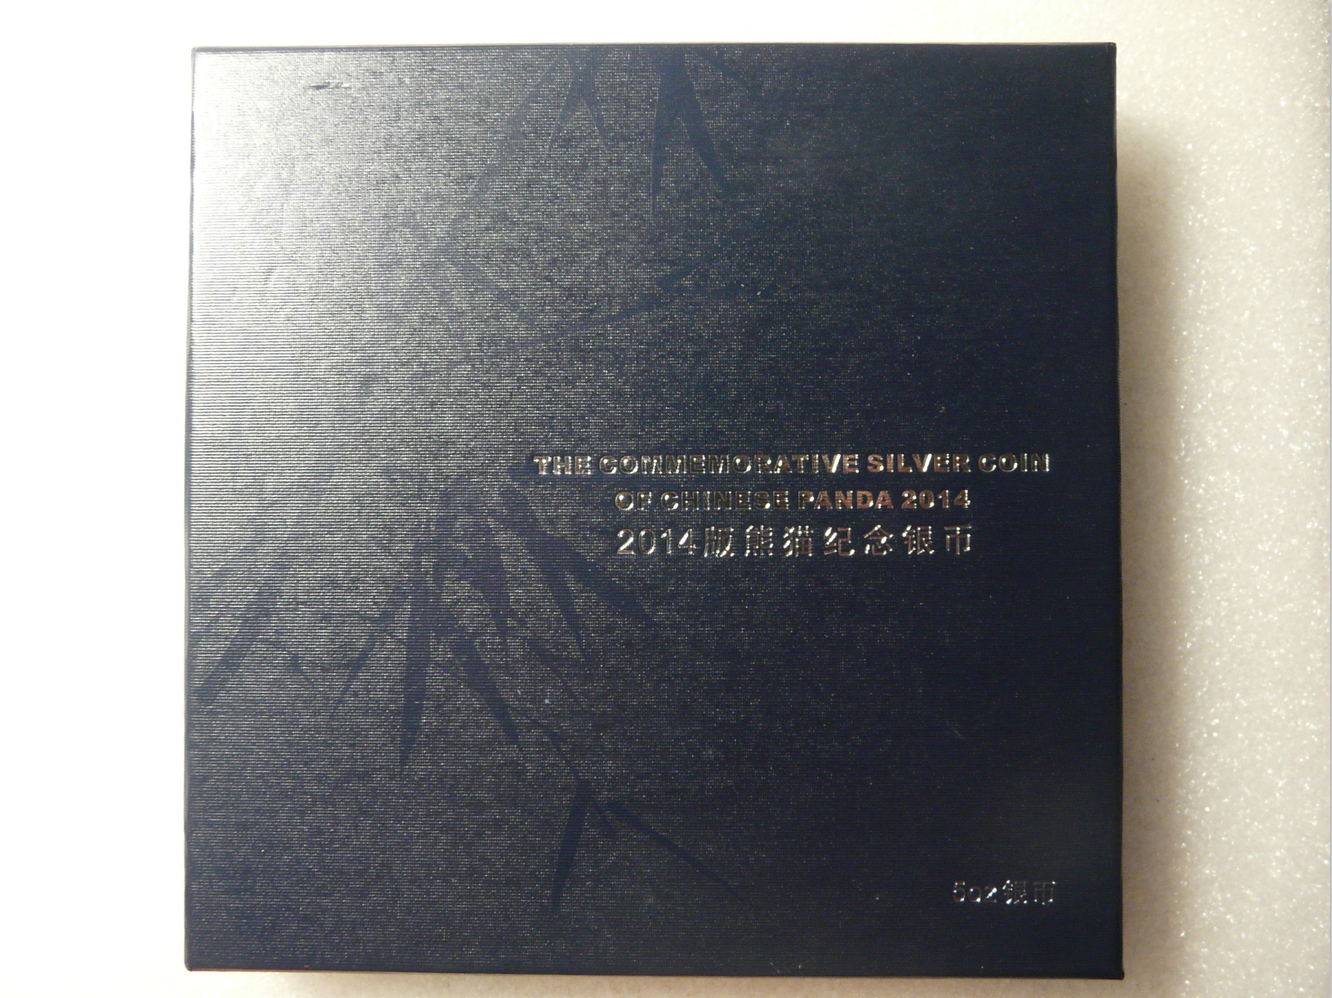 THE COMMEMORATIVE SILVER COIN
OF CHINESE PANDA 2014
2014版熊猫纪念银币
5oz银币